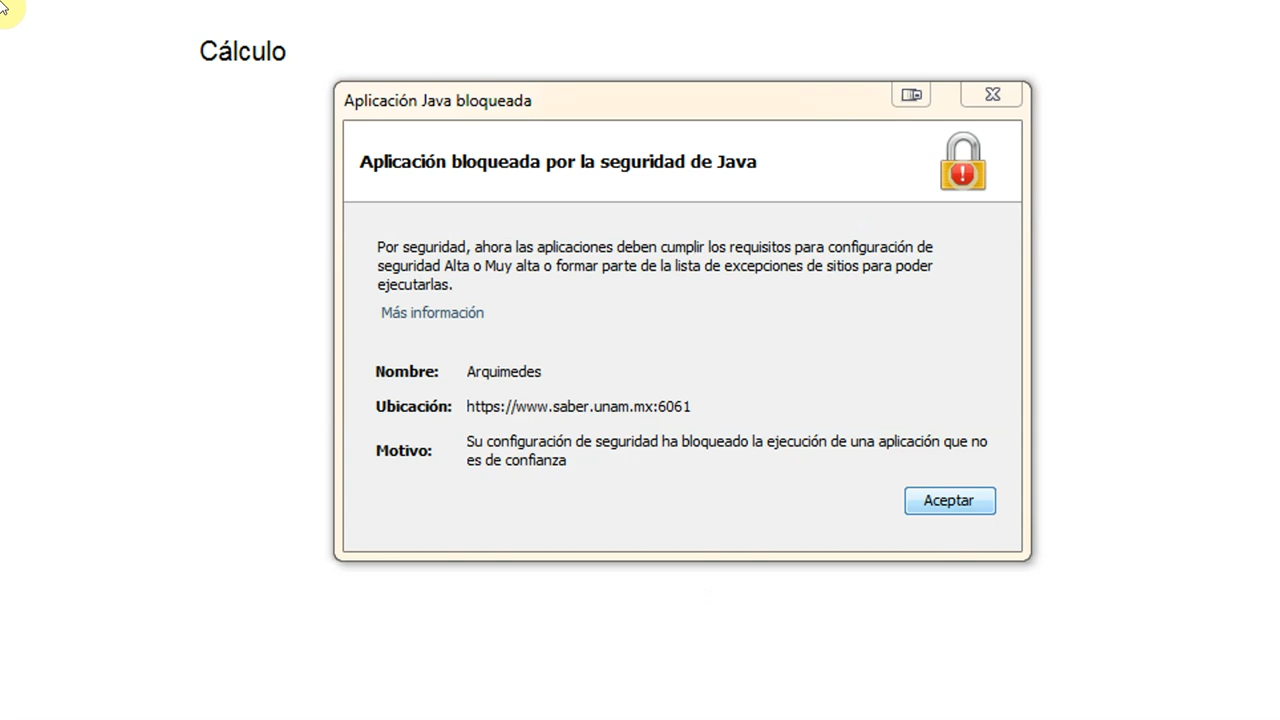 Cálculo
Aplicación Java bloqueada
Aplicación bloqueada por la seguridad de Java
Por seguridad, ahora las aplicaciones deben cumplir los requisitos para configuración de
seguridad Alta o Muy alta o formar parte de la lista de excepciones de sitios para poder
ejecutarlas.
Más información
Nombre: Arquimedes
Ubicación: https://www.saber.unam.mx:6061
Motivo: Su configuración de seguridad ha bloqueado la ejecución de una aplicación que no
es de confianza
Aceptar